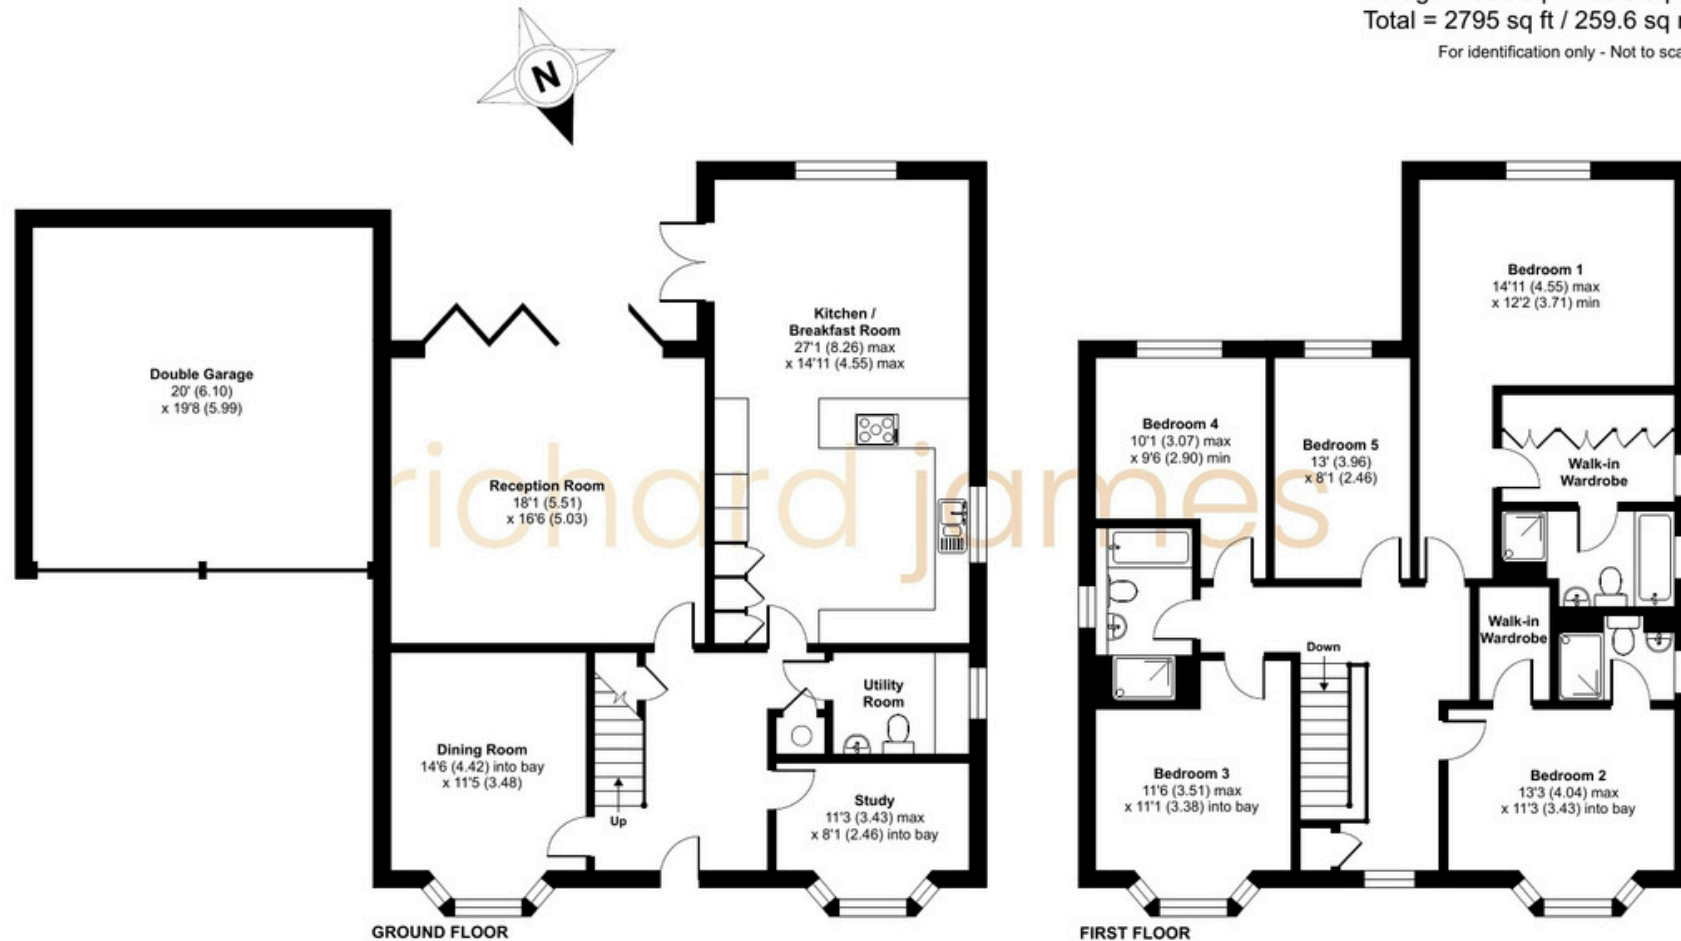 Total = 2795 sq ft / 259.6 sq
For identification only - Not to
N
Double Garage
20' (6.10)
x 19'8 (5.99)
Reception Room
18'1 (5.51)
x 16'6 (5.03)
Kitchen /
Breakfast Room
27'1 (8.26) max
x 14'11 (4.55) max
Dining Room
14'6 (4.42) into bay
x 11'5 (3.48)
Up
Utility
Room
Study
11'3 (3.43) max
x 8'1 (2.46) into bay
GROUND FLOOR
Bedroom 1
14'11 (4.55) max
x 12'2 (3.71) min
Bedroom 4
10'1 (3.07) max
x 9'6 (2.90) min
Bedroom 5
13' (3.96)
x 8'1 (2.46)
Walk-in
Wardrobe
Walk-in
Wardrobe
Down
Bedroom 3
11'6 (3.51) max
x 11'1 (3.38) into bay
Bedroom 2
13'3 (4.04) max
x 11'3 (3.43) into bay
FIRST FLOOR
richard james